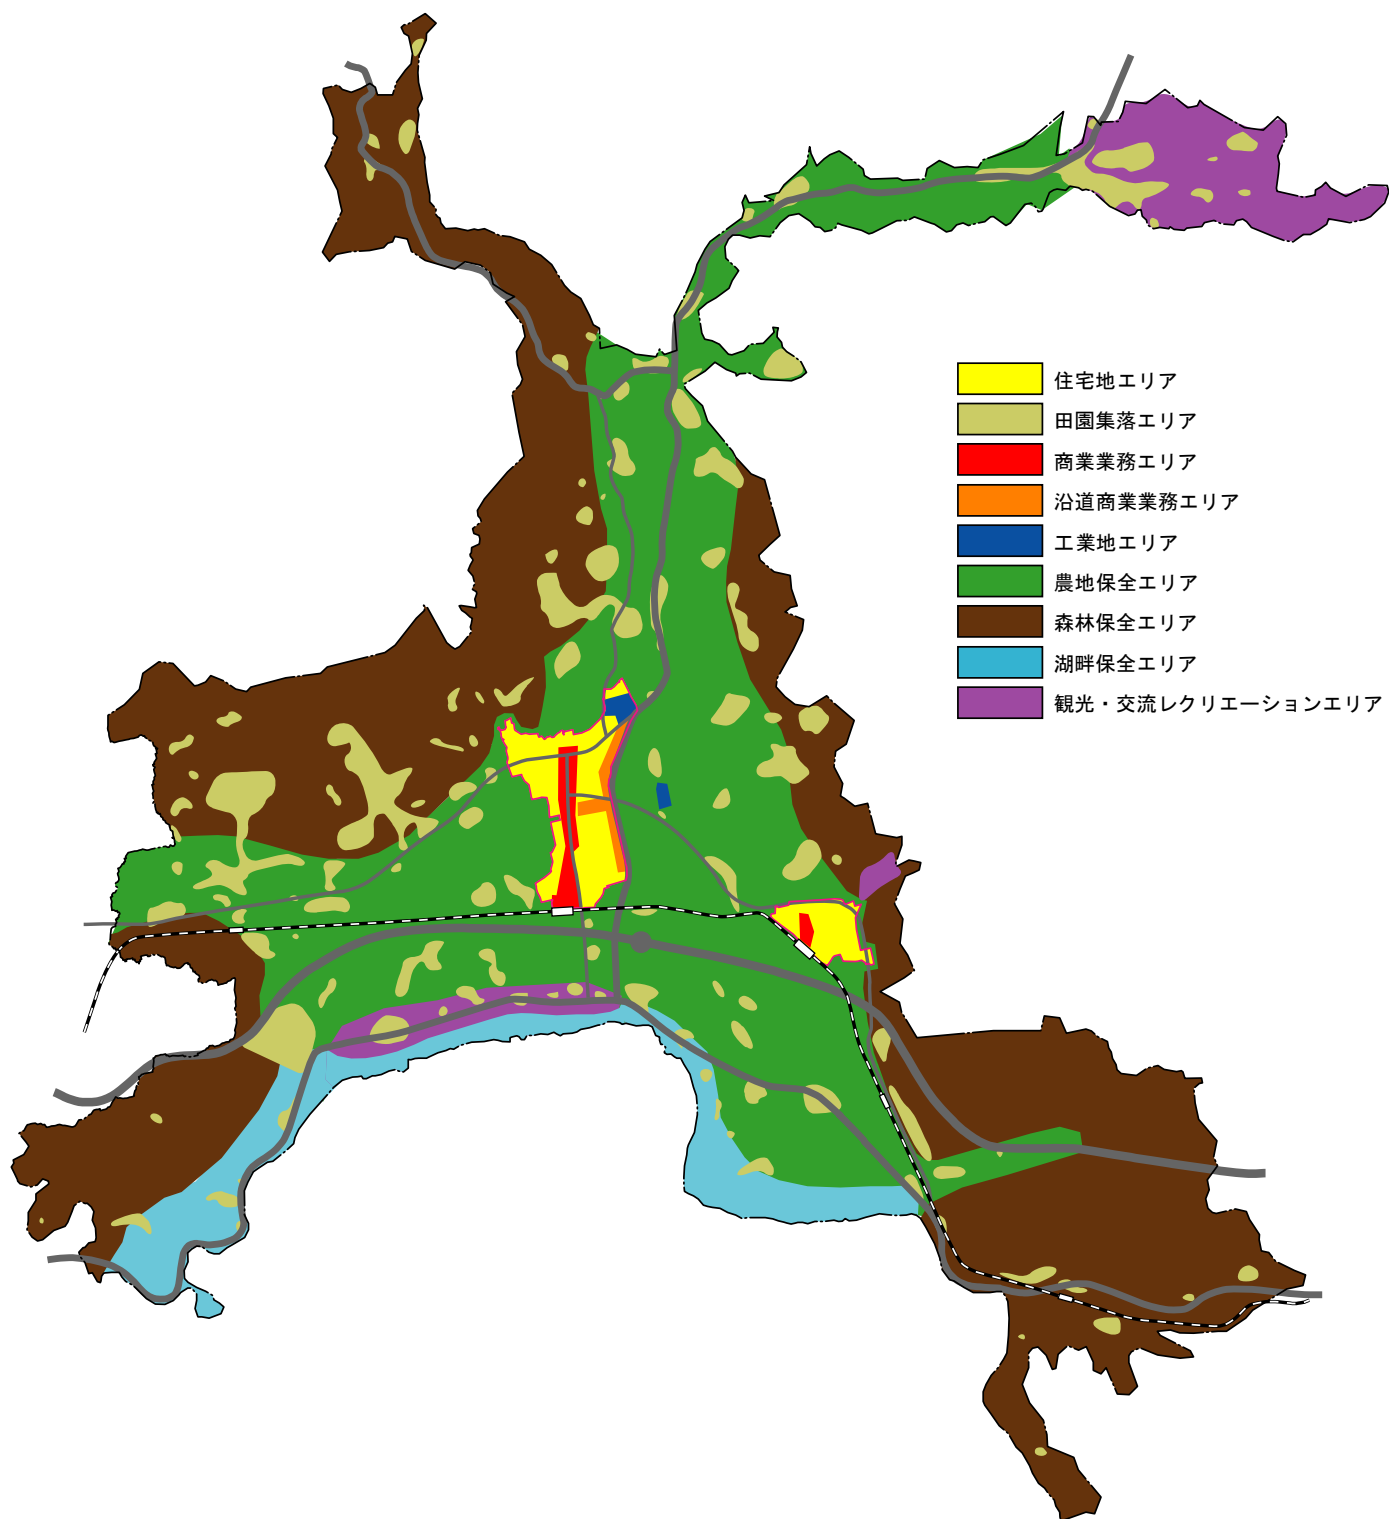 住宅地エリア
田園集落エリア
商業業務エリア
沿道商業業務エリア
工業地エリア
農地保全エリア
森林保全エリア
湖畔保全エリア
観光・交流レクリエーションエリア